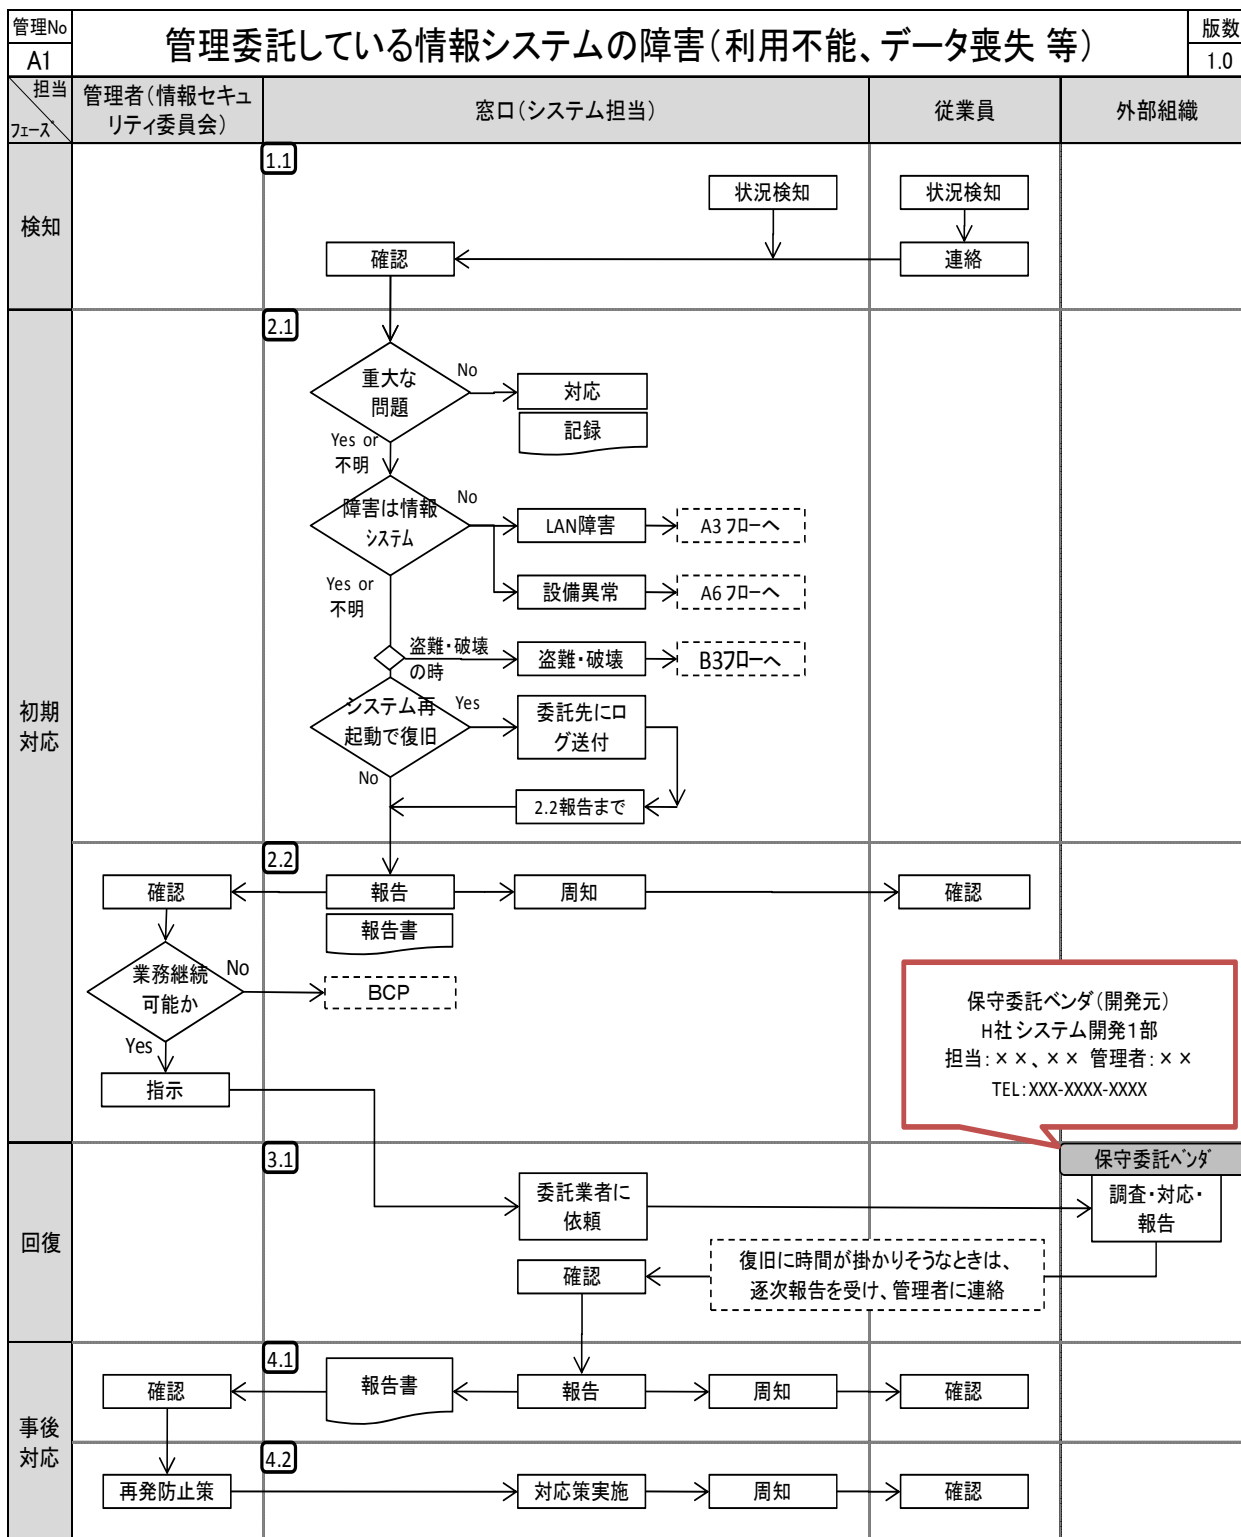 管理No
A1
管理委託している情報システムの障害(利用不能、データ喪失 等)
版数
1.0
担当
フェーズ
管理者(情報セキュ
リティ委員会)
窓口(システム担当)
従業員
外部組織
検知
1.1
状況検知
状況検知
確認
連絡
初期
対応
2.1
重大な
問題
No
対応
記録
Yes or
不明
障害は情報
システム
No
LAN障害
A3 フローへ
設備異常
A6 フローへ
Yes or
不明
盗難・破壊
の時
盗難・破壊
B3フローへ
システム再
起動で復旧
Yes
委託先にロ
グ送付
No
2.2報告まで
2.2
確認
報告
周知
確認
報告書
業務継続
可能か
No
BCP
Yes
指示
保守委託ベンダ(開発元)
H社 システム開発1部
担当:××、×× 管理者:××
TEL:XXX-XXXX-XXXX
回復
3.1
保守委託ベンダ
委託業者に
依頼
調査・対応・
報告
確認
復旧に時間が掛かりそうなときは、
逐次報告を受け、管理者に連絡
事後
対応
4.1
確認
報告書
報告
周知
確認
4.2
再発防止策
対応策実施
周知
確認